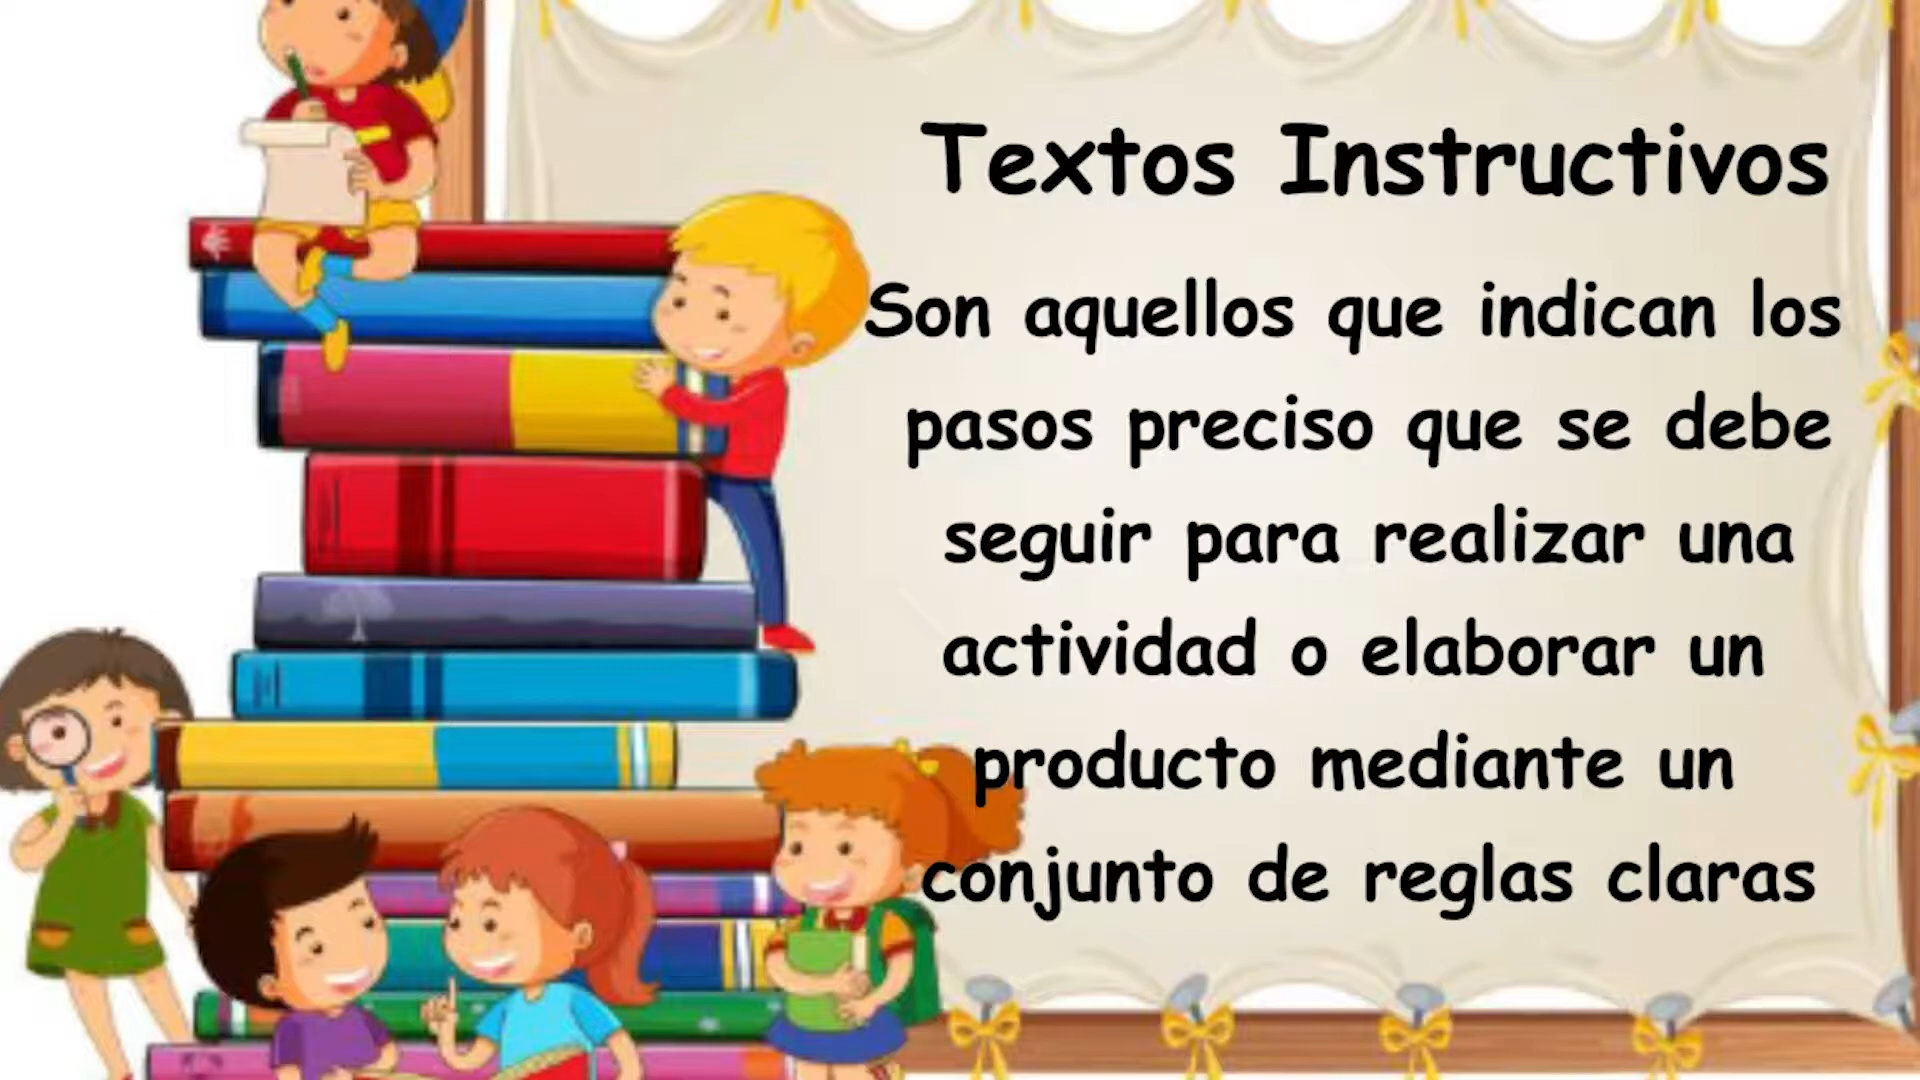 Textos Instructivos
Son aquellos que indican los
pasos preciso que se debe
seguir para realizar una
actividad o elaborar un
producto mediante un
conjunto de reglas claras